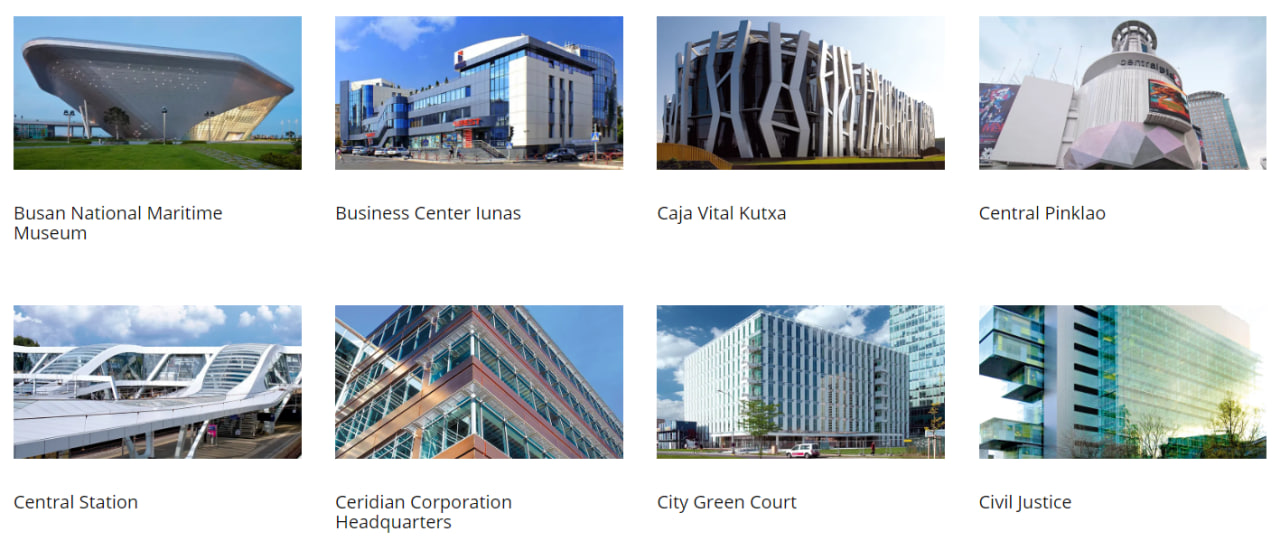 centralpla
Busan National Maritime
Museum
Business Center Iunas
Caja Vital Kutxa
Central Pinklao
Central Station
Ceridian Corporation
Headquarters
City Green Court
Civil Justice